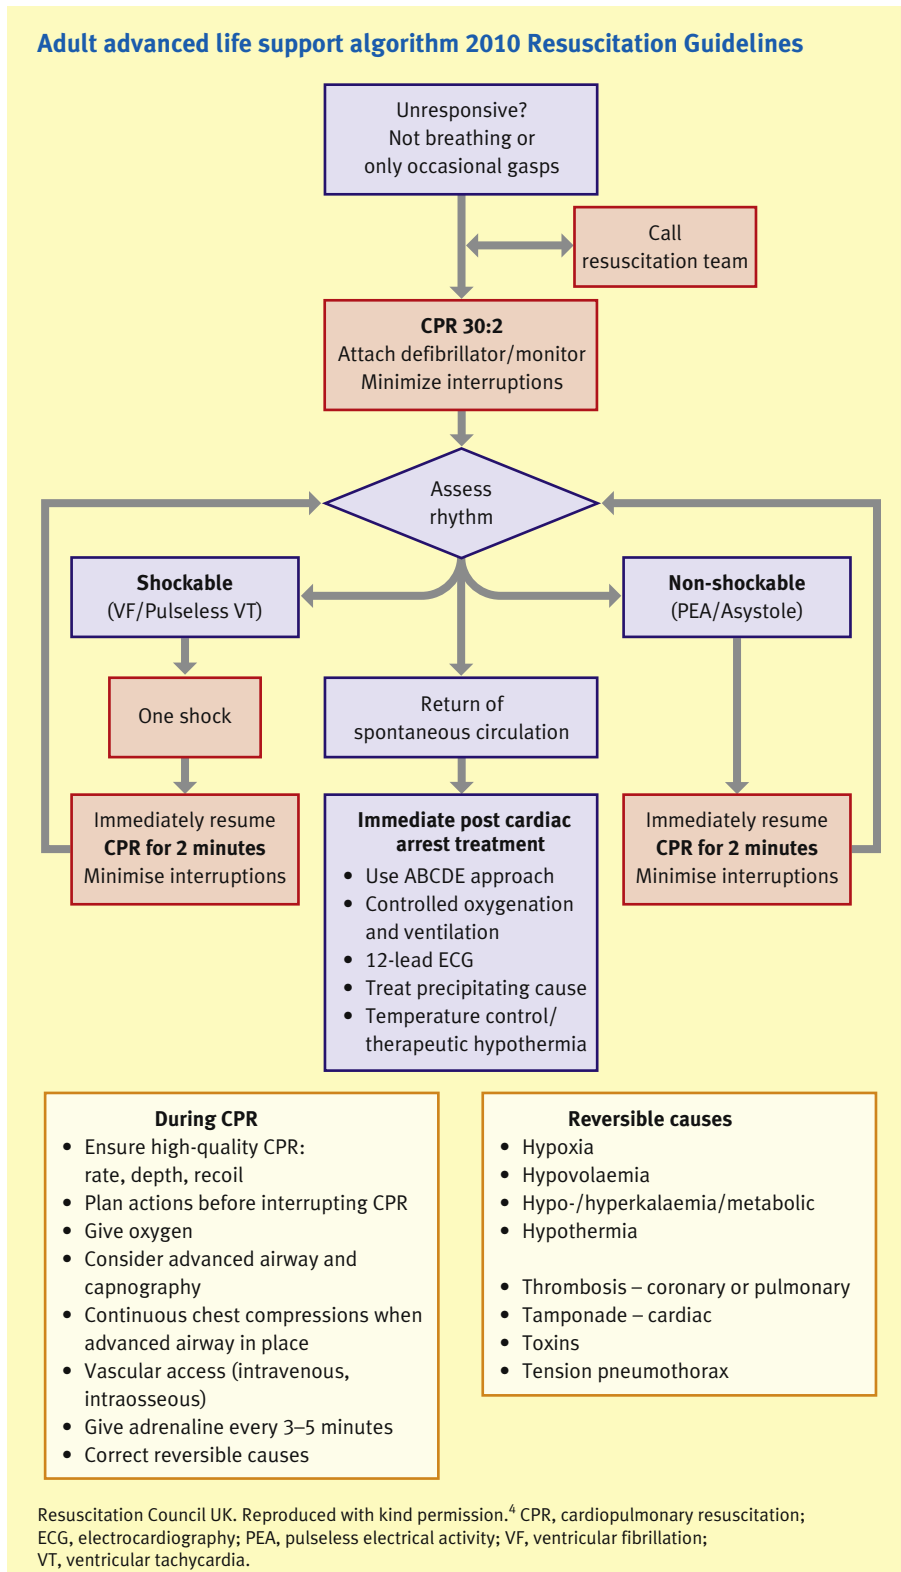 Adult advanced life support algorithm 2010 Resuscitation Guidelines
Unresponsive?
Not breathing or
only occasional gasps
Call
resuscitation team
CPR 30:2
Attach defibrillator/monitor
Minimize interruptions
Assess
rhythm
Shockable
(VF/Pulseless VT)
Non-shockable
(PEA/Asystole)
One shock
Return of
spontaneous circulation
Immediately resume
CPR for 2 minutes
Minimise interruptions
Immediate post cardiac
arrest treatment
• Use ABCDE approach
• Controlled oxygenation
and ventilation
• 12-lead ECG
• Treat precipitating cause
• Temperature control/
therapeutic hypothermia
Immediately resume
CPR for 2 minutes
Minimise interruptions
During CPR
• Ensure high-quality CPR:
rate, depth, recoil
• Plan actions before interrupting CPR
• Give oxygen
• Consider advanced airway and
capnography
• Continuous chest compressions when
advanced airway in place
• Vascular access (intravenous,
intraosseous)
• Give adrenaline every 3–5 minutes
• Correct reversible causes
Reversible causes
• Hypoxia
• Hypovolaemia
• Hypo-/hyperkalaemia/metabolic
• Hypothermia
• Thrombosis – coronary or pulmonary
• Tamponade – cardiac
• Toxins
• Tension pneumothorax
Resuscitation Council UK. Reproduced with kind permission.4 CPR, cardiopulmonary resuscitation;
ECG, electrocardiography; PEA, pulseless electrical activity; VF, ventricular fibrillation;
VT, ventricular tachycardia.